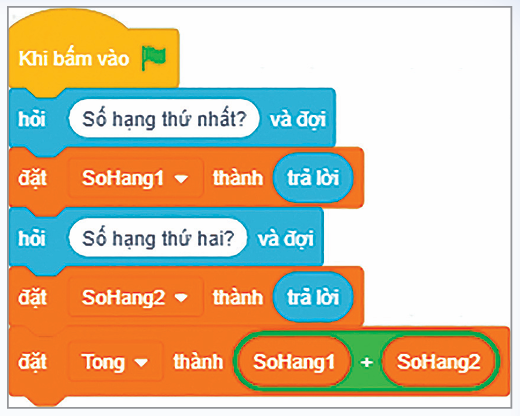 Khi bấm vào
hỏi Số hạng thứ nhất? và đợi
đặt SoHang1 thành trả lời
hỏi Số hạng thứ hai? và đợi
đặt SoHang2 thành trả lời
đặt Tong thành SoHang1 + SoHang2